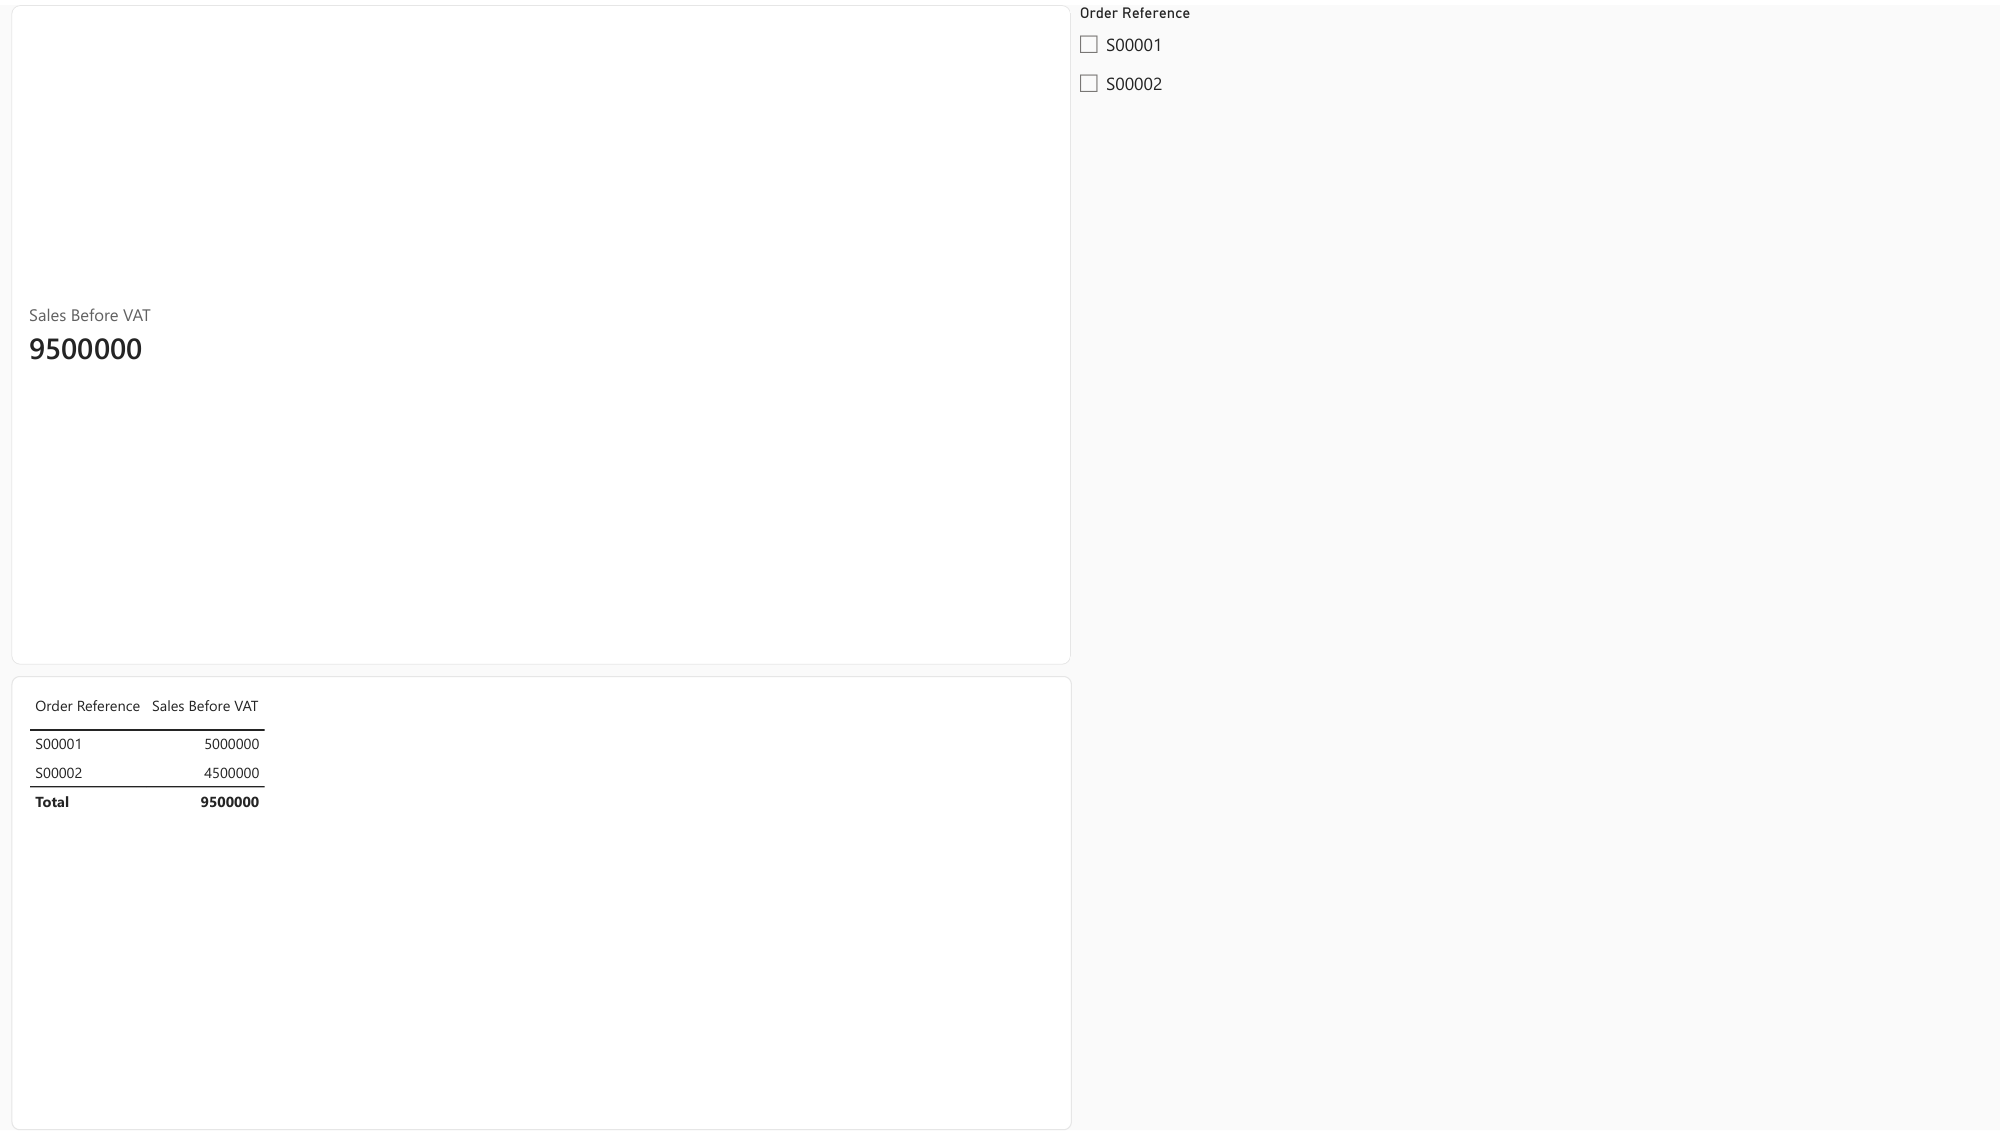 Order Reference
S00001
S00002
Sales Before VAT
9500000
Order Reference Sales Before VAT
S00001 5000000
S00002 4500000
Total 9500000